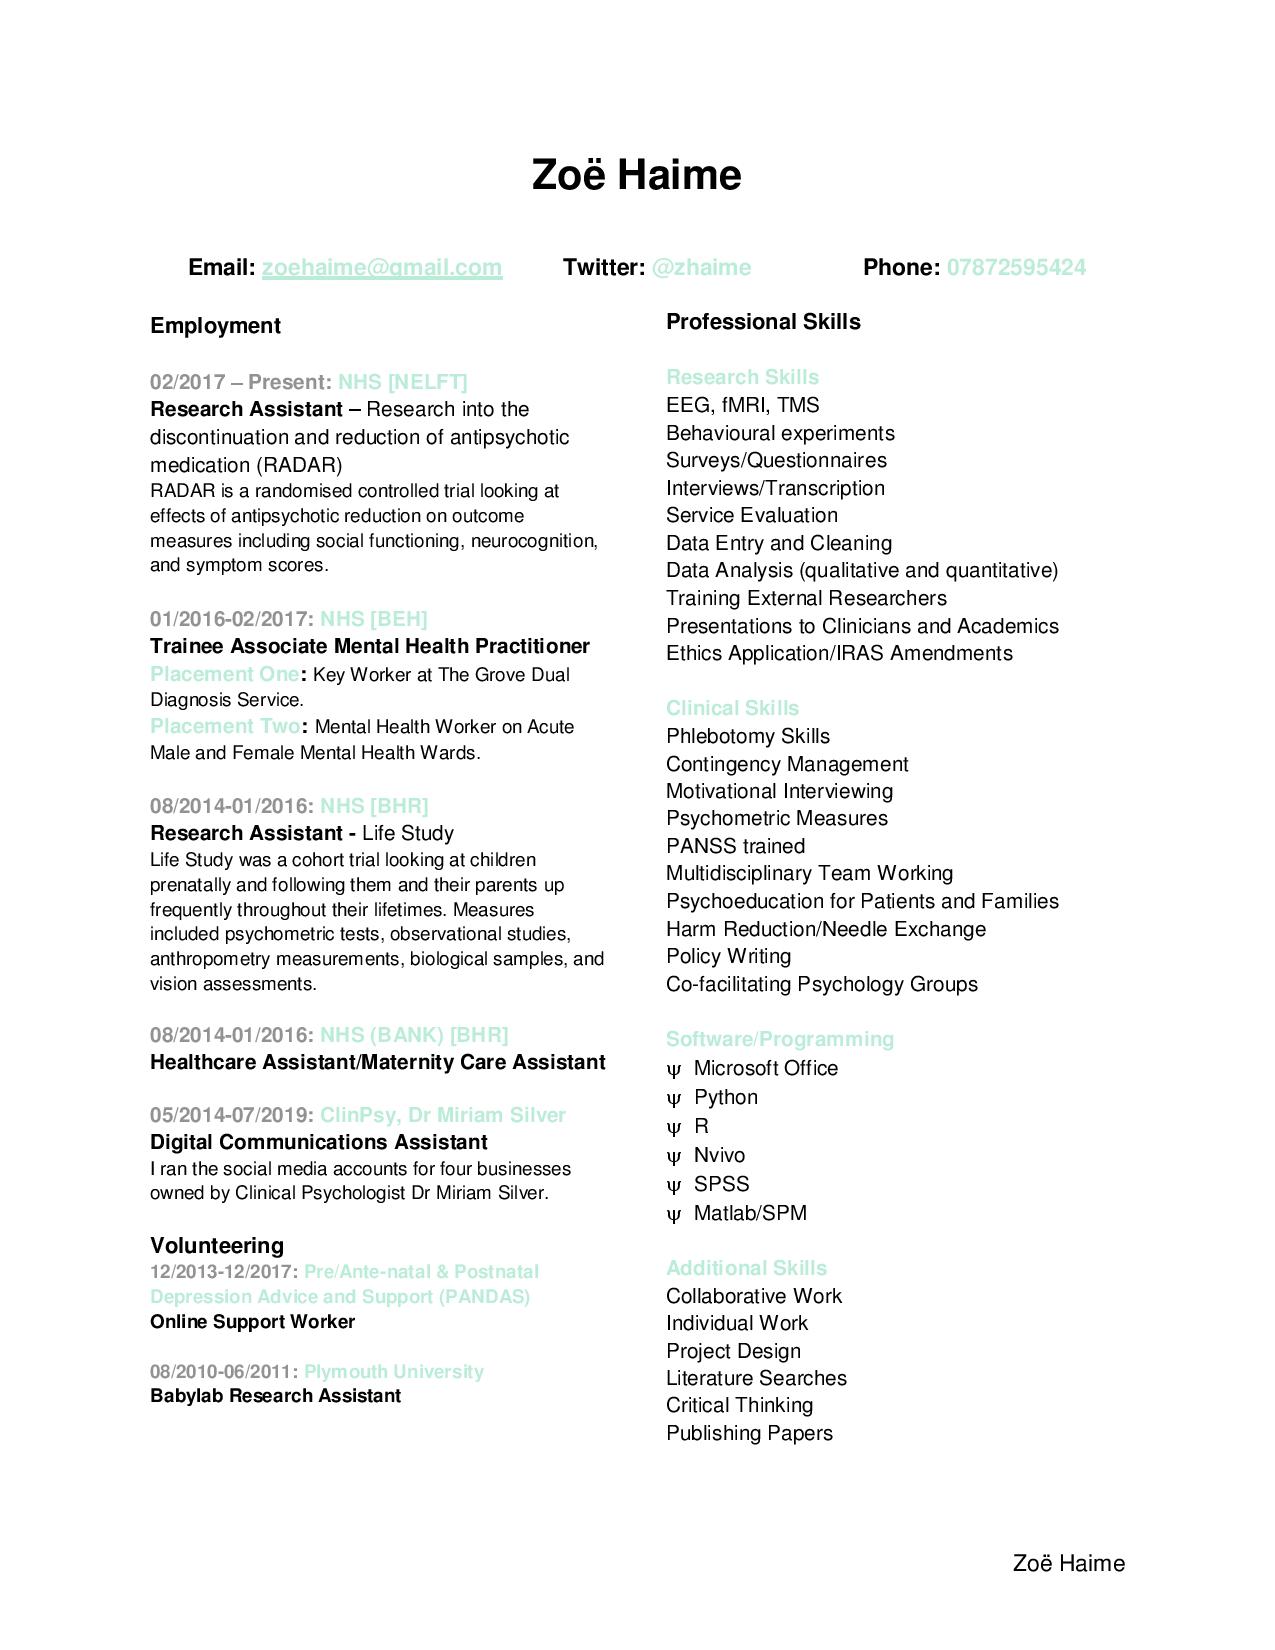 Zoë Haime
Email: zoehaime@gmail.com Twitter: @zhaime Phone: 07872595424
Employment
02/2017 – Present: NHS [NELFT]
Research Assistant – Research into the
discontinuation and reduction of antipsychotic
medication (RADAR)
RADAR is a randomised controlled trial looking at
effects of antipsychotic reduction on outcome
measures including social functioning, neurocognition,
and symptom scores.
01/2016-02/2017: NHS [BEH]
Trainee Associate Mental Health Practitioner
Placement One: Key Worker at The Grove Dual
Diagnosis Service.
Placement Two: Mental Health Worker on Acute
Male and Female Mental Health Wards.
08/2014-01/2016: NHS [BHR]
Research Assistant - Life Study
Life Study was a cohort trial looking at children
prenatally and following them and their parents up
frequently throughout their lifetimes. Measures
included psychometric tests, observational studies,
anthropometry measurements, biological samples, and
vision assessments.
08/2014-01/2016: NHS (BANK) [BHR]
Healthcare Assistant/Maternity Care Assistant
05/2014-07/2019: ClinPsy, Dr Miriam Silver
Digital Communications Assistant
I ran the social media accounts for four businesses
owned by Clinical Psychologist Dr Miriam Silver.
Volunteering
12/2013-12/2017: Pre/Ante-natal & Postnatal
Depression Advice and Support (PANDAS)
Online Support Worker
08/2010-06/2011: Plymouth University
Babylab Research Assistant
Professional Skills
Research Skills
EEG, fMRI, TMS
Behavioural experiments
Surveys/Questionnaires
Interviews/Transcription
Service Evaluation
Data Entry and Cleaning
Data Analysis (qualitative and quantitative)
Training External Researchers
Presentations to Clinicians and Academics
Ethics Application/IRAS Amendments
Clinical Skills
Phlebotomy Skills
Contingency Management
Motivational Interviewing
Psychometric Measures
PANSS trained
Multidisciplinary Team Working
Psychoeducation for Patients and Families
Harm Reduction/Needle Exchange
Policy Writing
Co-facilitating Psychology Groups
Software/Programming
ψ Microsoft Office
ψ Python
ψ R
ψ Nvivo
ψ SPSS
ψ Matlab/SPM
Additional Skills
Collaborative Work
Individual Work
Project Design
Literature Searches
Critical Thinking
Publishing Papers
Zoë Haime